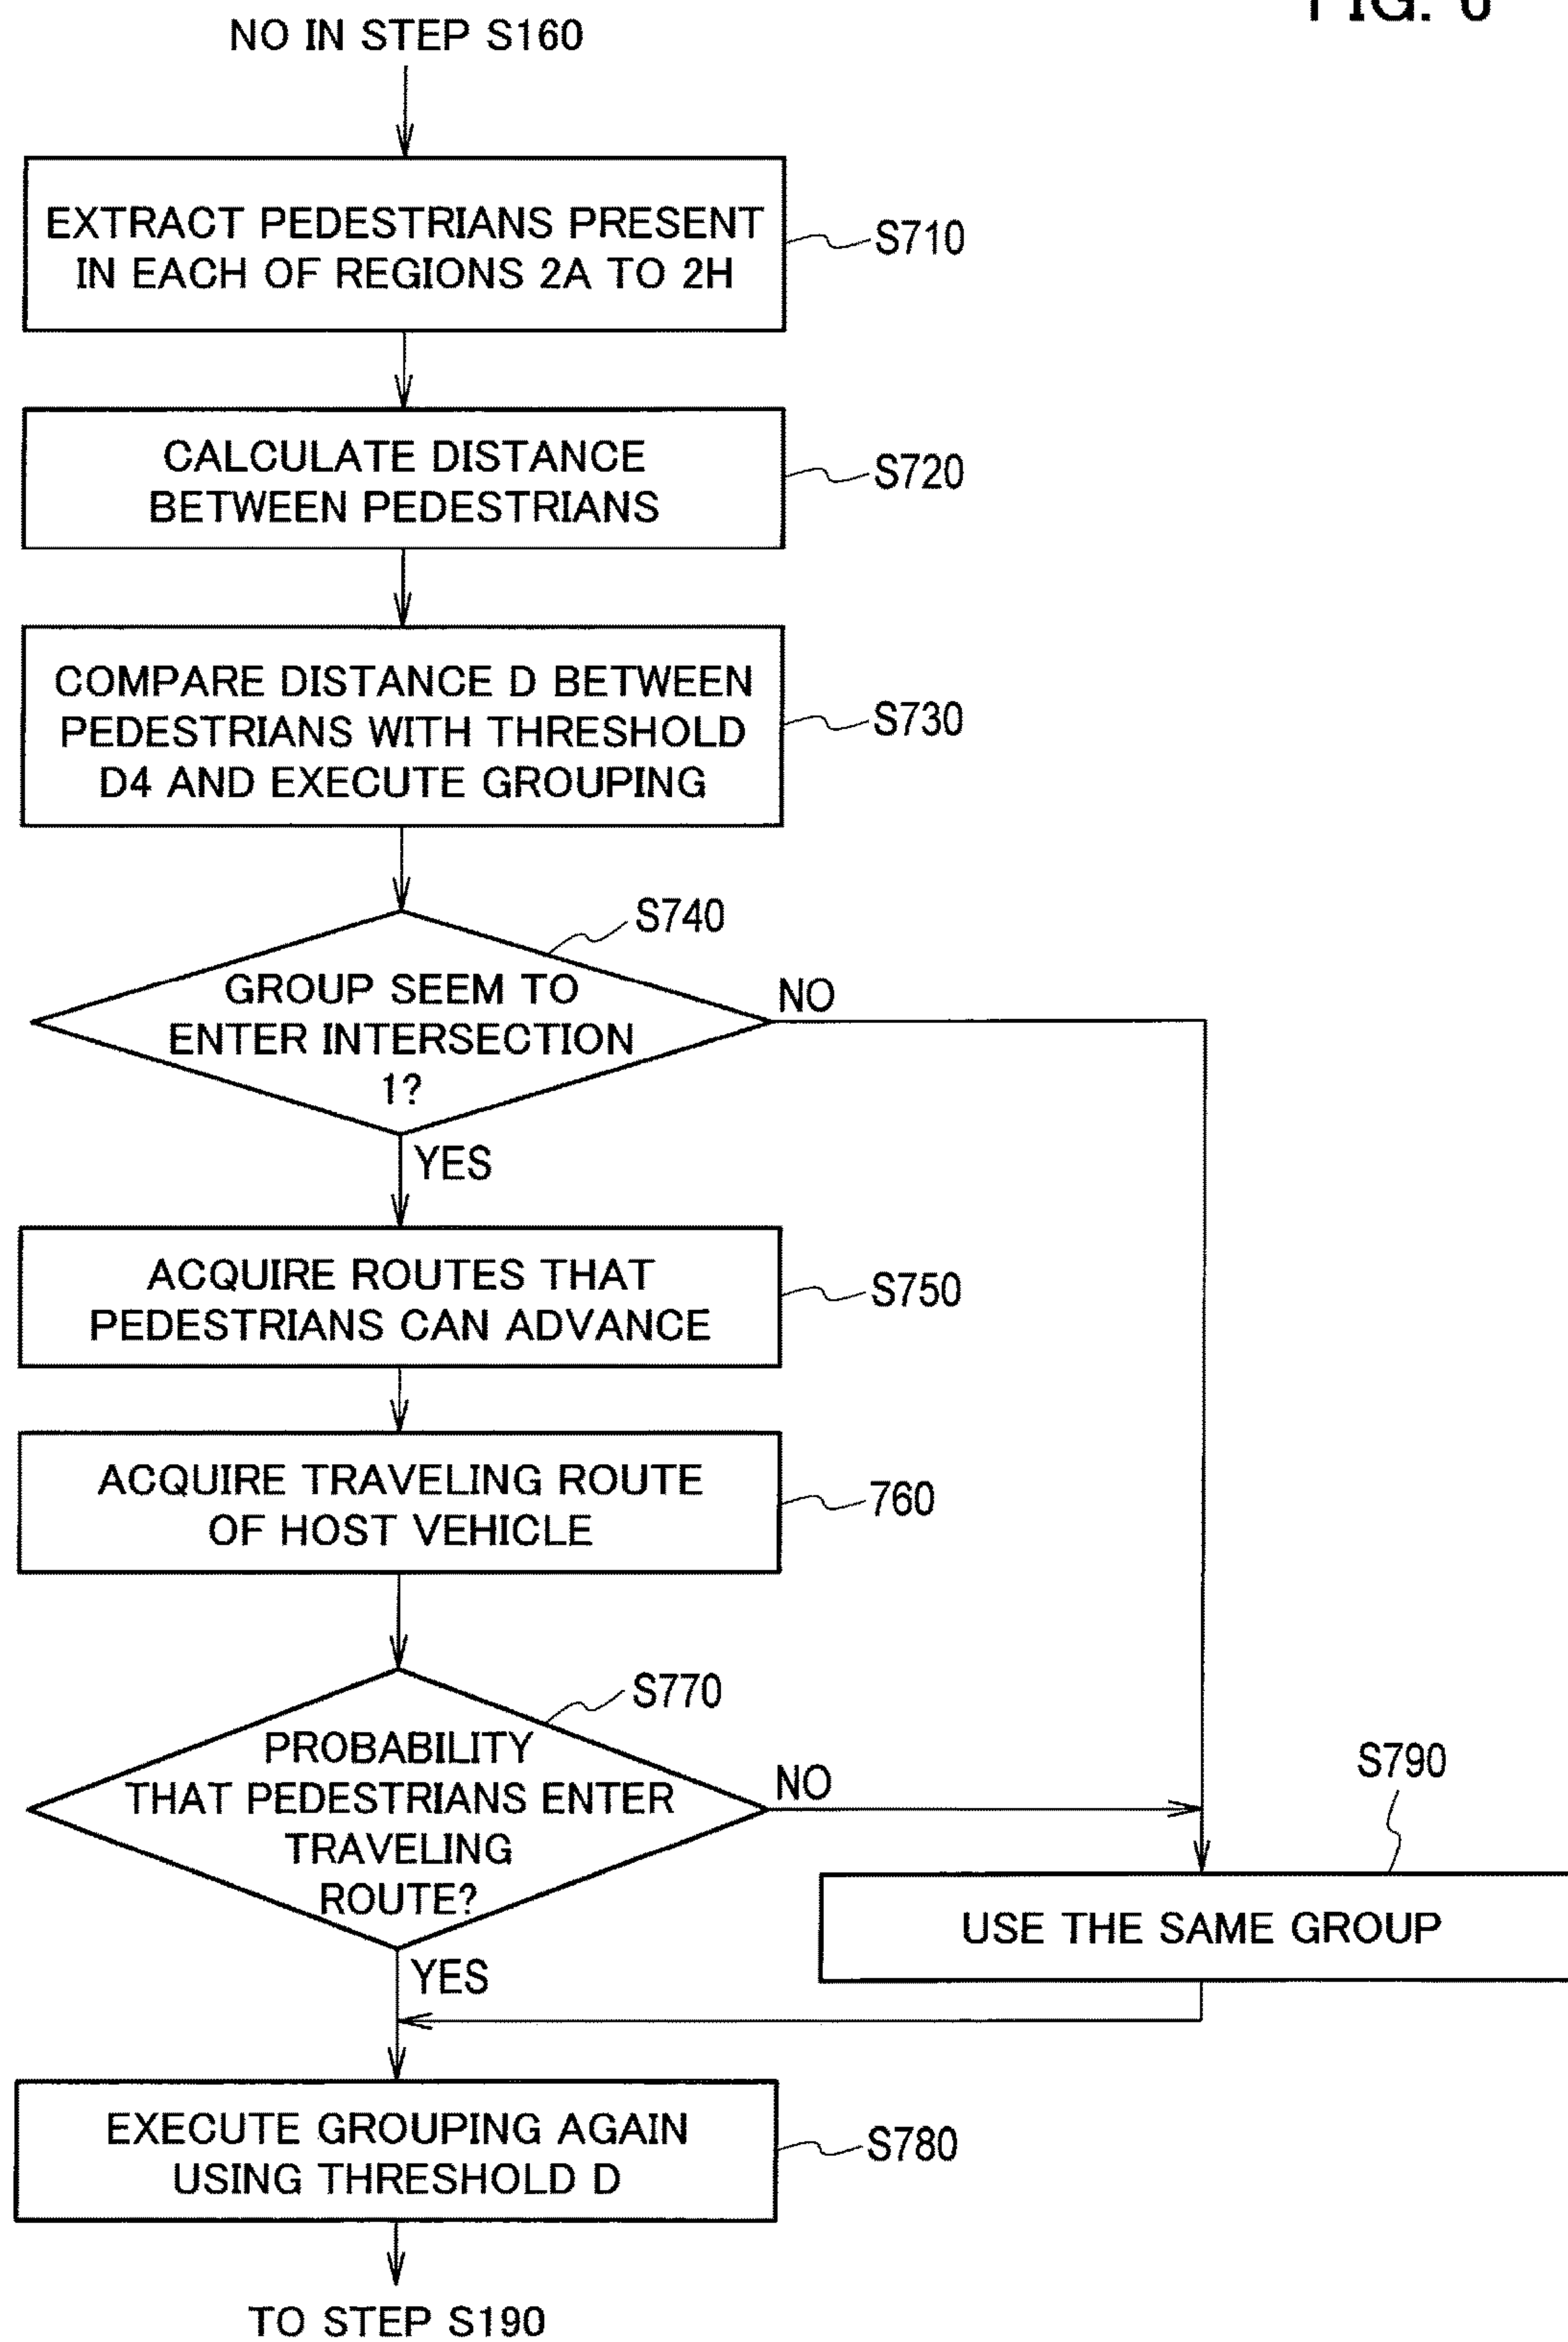 FIG. 6
NO IN STEP S160
EXTRACT PEDESTRIANS PRESENT
IN EACH OF REGIONS 2A TO 2H
S710
CALCULATE DISTANCE
BETWEEN PEDESTRIANS
S720
COMPARE DISTANCE D BETWEEN
PEDESTRIANS WITH THRESHOLD
D4 AND EXECUTE GROUPING
S730
S740
GROUP SEEM TO
ENTER INTERSECTION
1?
NO
YES
ACQUIRE ROUTES THAT
PEDESTRIANS CAN ADVANCE
S750
ACQUIRE TRAVELING ROUTE
OF HOST VEHICLE
760
S770
PROBABILITY
THAT PEDESTRIANS ENTER
TRAVELING
ROUTE?
NO
YES
S790
USE THE SAME GROUP
EXECUTE GROUPING AGAIN
USING THRESHOLD D
S780
TO STEP S190